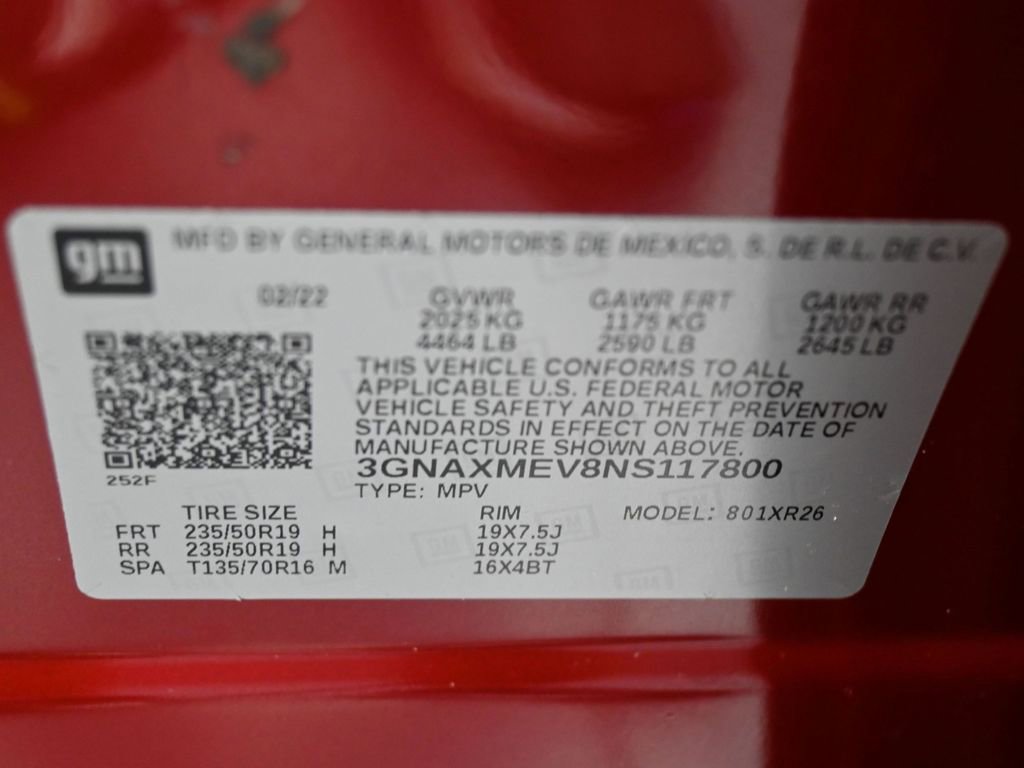 gm MFD BY GENERAL MOTORS DE MEXICO, S. DE R.L. DE C.V.
02/22 GVWR GAWR FRT GAWR RR
2025 KG 1175 KG 1200 KG
4464 LB 2590 LB 2645 LB
THIS VEHICLE CONFORMS TO ALL
APPLICABLE U.S. FEDERAL MOTOR
VEHICLE SAFETY AND THEFT PREVENTION
STANDARDS IN EFFECT ON THE DATE OF
MANUFACTURE SHOWN ABOVE.
3GNAXMEV8NS117800
252F
TYPE: MPV
TIRE SIZE RIM MODEL: 801XR26
FRT 235/50R19 H 19X7.5J
RR 235/50R19 H 19X7.5J
SPA T135/70R16 M 16X4BT